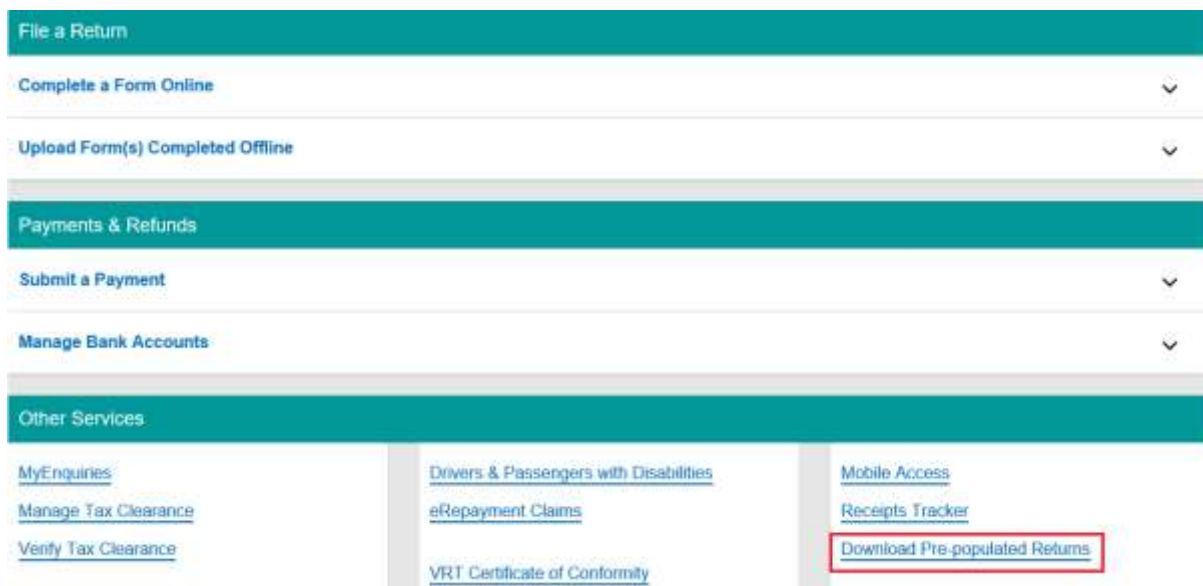 File a Return
Complete a Form Online
Upload Form(s) Completed Offline
Payments & Refunds
Submit a Payment
Manage Bank Accounts
Other Services
MyEnquiries
Manage Tax Clearance
Verify Tax Clearance
Drivers & Passengers with Disabilities
eRepayment Claims
VRT Certificate of Conformity
Mobile Access
Receipts Tracker
Download Pre-populated Returns